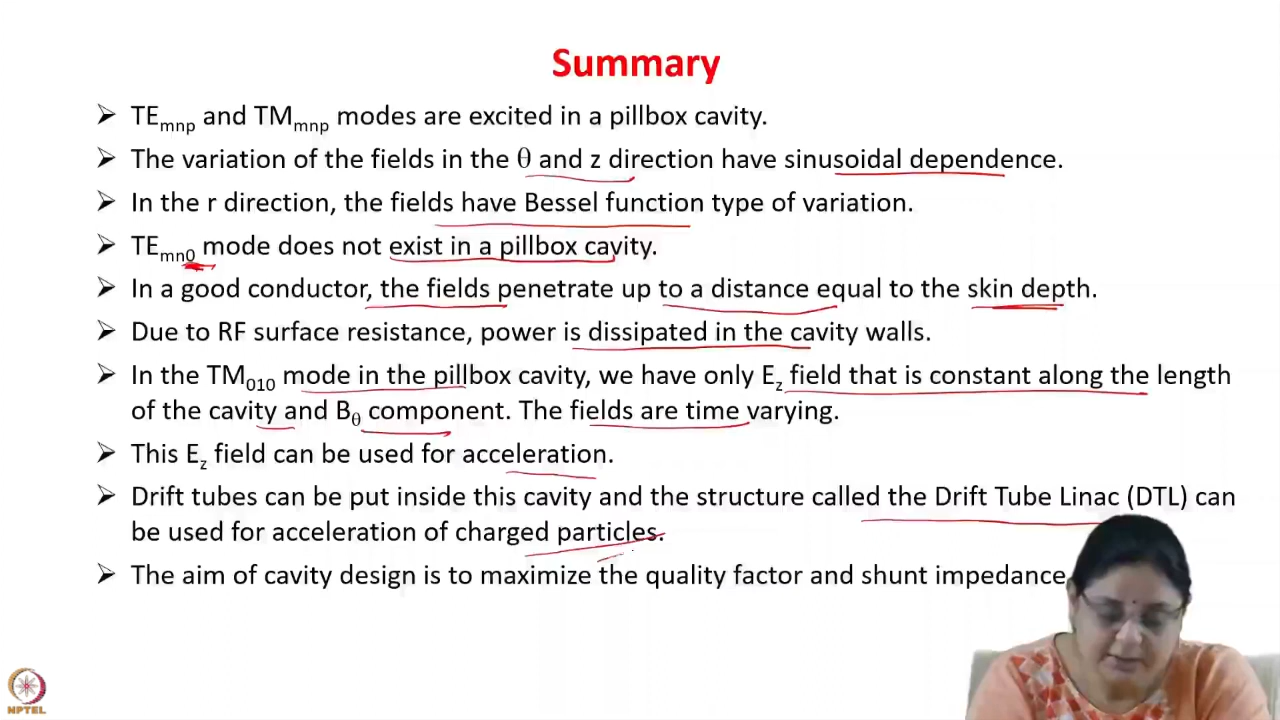 Summary
➢ TEmnp and TMmnp modes are excited in a pillbox cavity.
➢ The variation of the fields in the θ and z direction have sinusoidal dependence.
➢ In the r direction, the fields have Bessel function type of variation.
➢ TEmn0 mode does not exist in a pillbox cavity.
➢ In a good conductor, the fields penetrate up to a distance equal to the skin depth.
➢ Due to RF surface resistance, power is dissipated in the cavity walls.
➢ In the TM010 mode in the pillbox cavity, we have only Ez field that is constant along the length
of the cavity and Bθ component. The fields are time varying.
➢ This Ez field can be used for acceleration.
➢ Drift tubes can be put inside this cavity and the structure called the Drift Tube Linac (DTL) can
be used for acceleration of charged particles.
➢ The aim of cavity design is to maximize the quality factor and shunt impedance
NPTEL